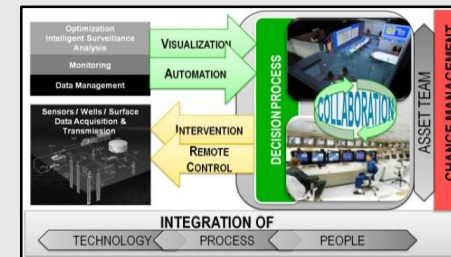 Optimization
Intelligent Surveillance
Analysis
Monitoring
Data Management
Sensors / Wells / Surface
Data Acquisition &
Transmission
VISUALIZATION
AUTOMATION
INTERVENTION
REMOTE
CONTROL
DECISION PROCESS
COLLABORATION
ASSET TEAM
CHANGE MANAGEMENT
INTEGRATION OF
TECHNOLOGY
PROCESS
PEOPLE